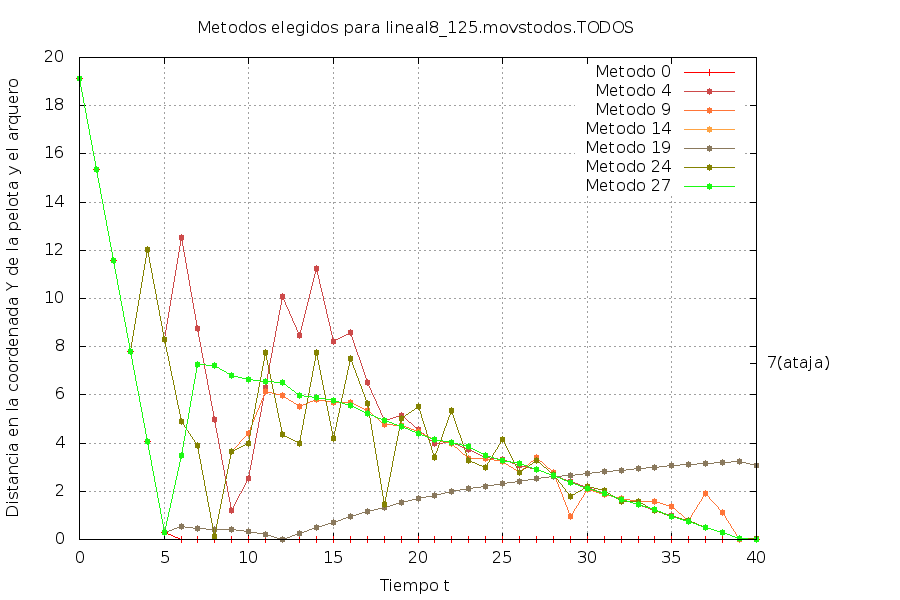 Metodos elegidos para lineal8_125.movstodos.TODOS
Distancia en la coordenada Y de la pelota y el arquero
20
18
16
14
12
10
8
6
4
2
0
Metodo 0
Metodo 4
Metodo 9
Metodo 14
Metodo 19
Metodo 24
Metodo 27
7(ataja)
0 5 10 15 20 25 30 35 40
Tiempo t